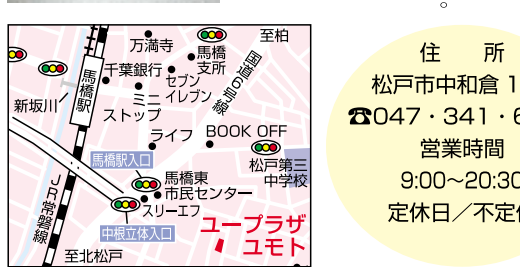 。
至柏
万満寺
馬橋
支所
国道6号線
千葉銀行
セブン
イレブン
馬橋駅
ミニ
ストップ
新坂川
ライフ
BOOK OFF
馬橋駅入口
松戸第三
中学校
馬橋東
市民センター
スリーエフ
中根立体入口
JR常磐線
ユープラザ
ユモト
至北松戸
住 所
松戸市中和倉1
☎047・341・
営業時間
9:00〜20:30
定休日/不定